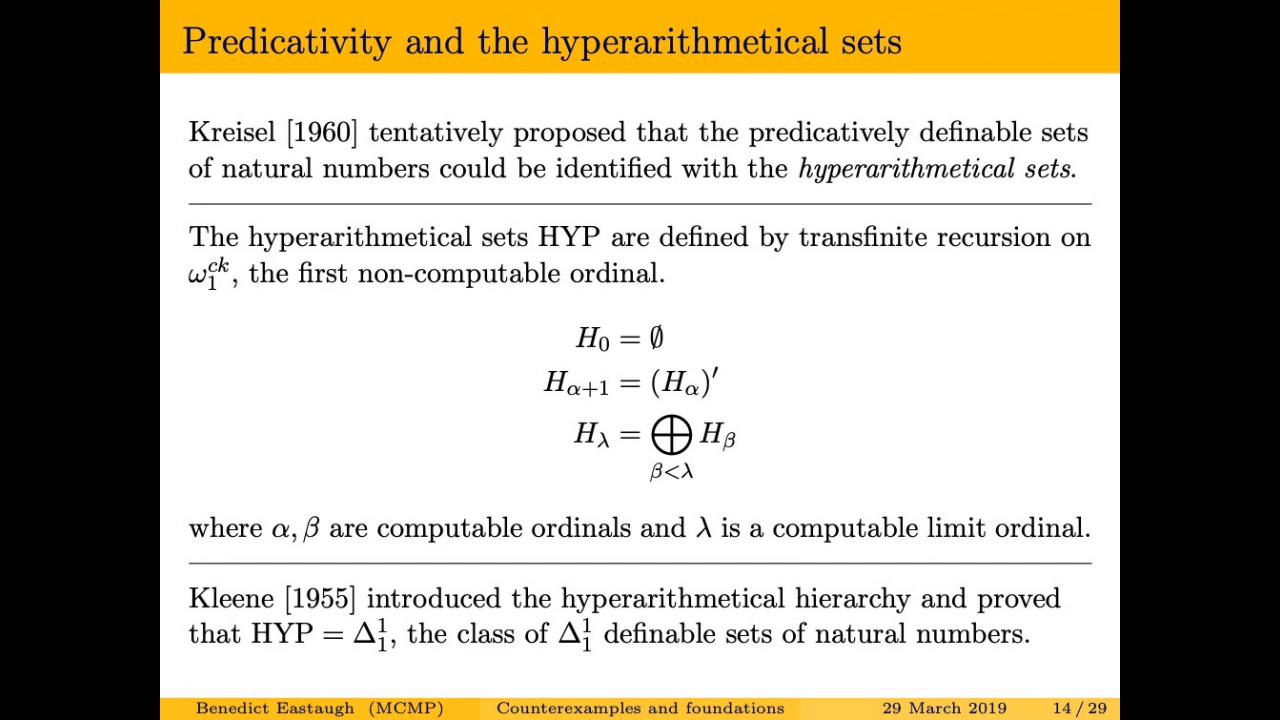 Predicativity and the hyperarithmetical sets
Kreisel [1960] tentatively proposed that the predicatively definable sets
of natural numbers could be identified with the hyperarithmetical sets.
The hyperarithmetical sets HYP are defined by transfinite recursion on
ω₁ᶜᵏ, the first non-computable ordinal.
H₀ = ∅
Hα+1 = (Hα)′
Hλ = ⨁ Hβ
β<λ
where α, β are computable ordinals and λ is a computable limit ordinal.
Kleene [1955] introduced the hyperarithmetical hierarchy and proved
that HYP = Δ¹₁, the class of Δ¹₁ definable sets of natural numbers.
Benedict Eastaugh (MCMP) Counterexamples and foundations 29 March 2019 14 / 29